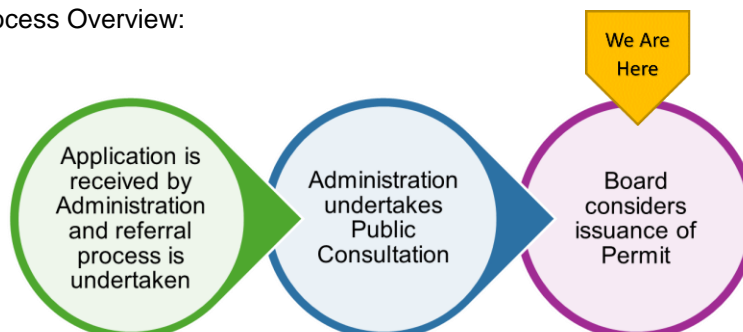 ocess Overview:
We Are
Here
Application is
received by
Administration
and referral
process is
undertaken
Administration
undertakes
Public
Consultation
Board
considers
issuance of
Permit